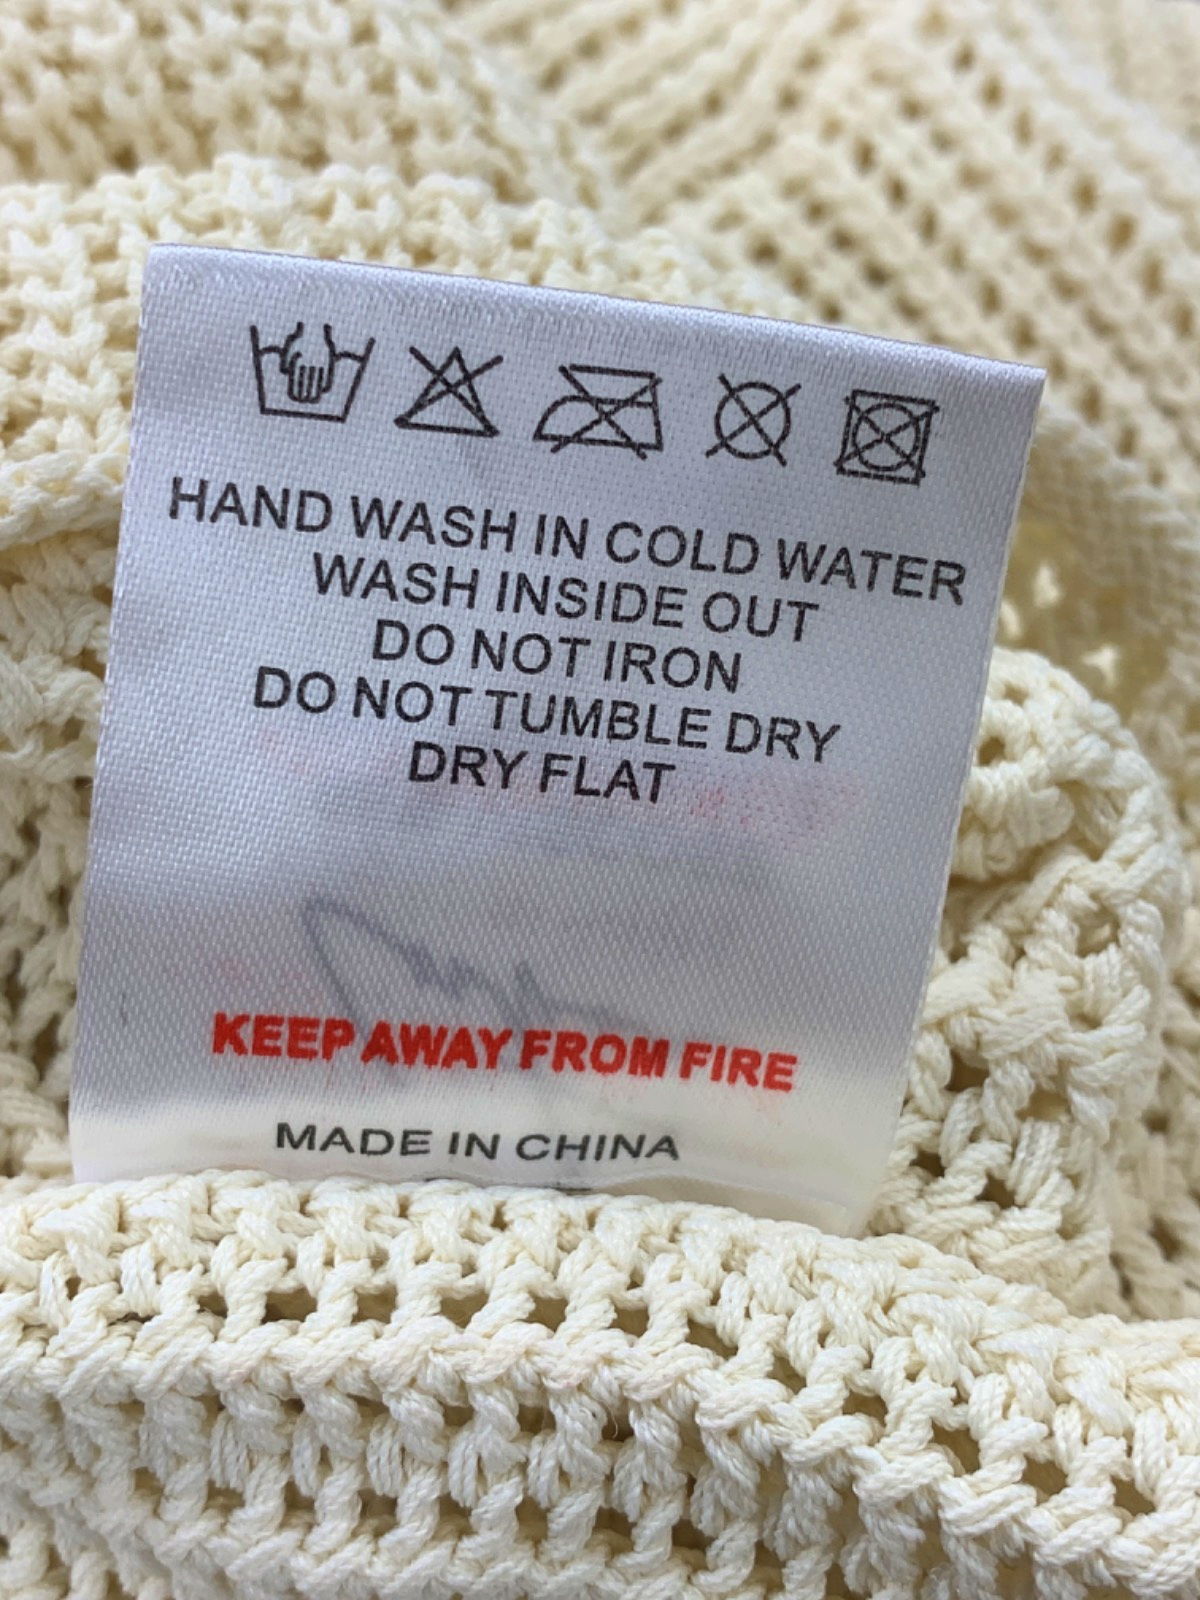 HAND WASH IN COLD WATER
WASH INSIDE OUT
DO NOT IRON
DO NOT TUMBLE DRY
DRY FLAT
KEEP AWAY FROM FIRE
MADE IN CHINA